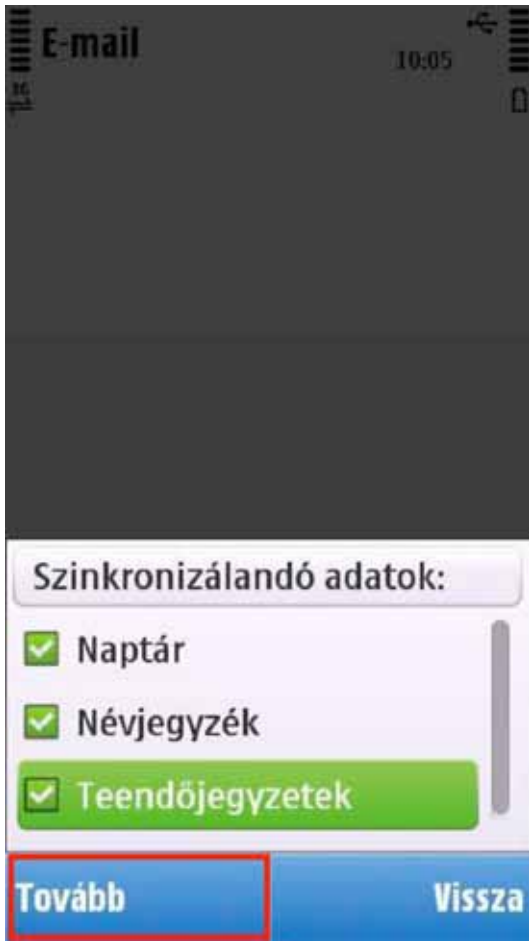 E-mail
10:05
3G
Szinkronizálandó adatok:
Naptár
Névjegyzék
Teendőjegyzetek
Tovább
Vissza